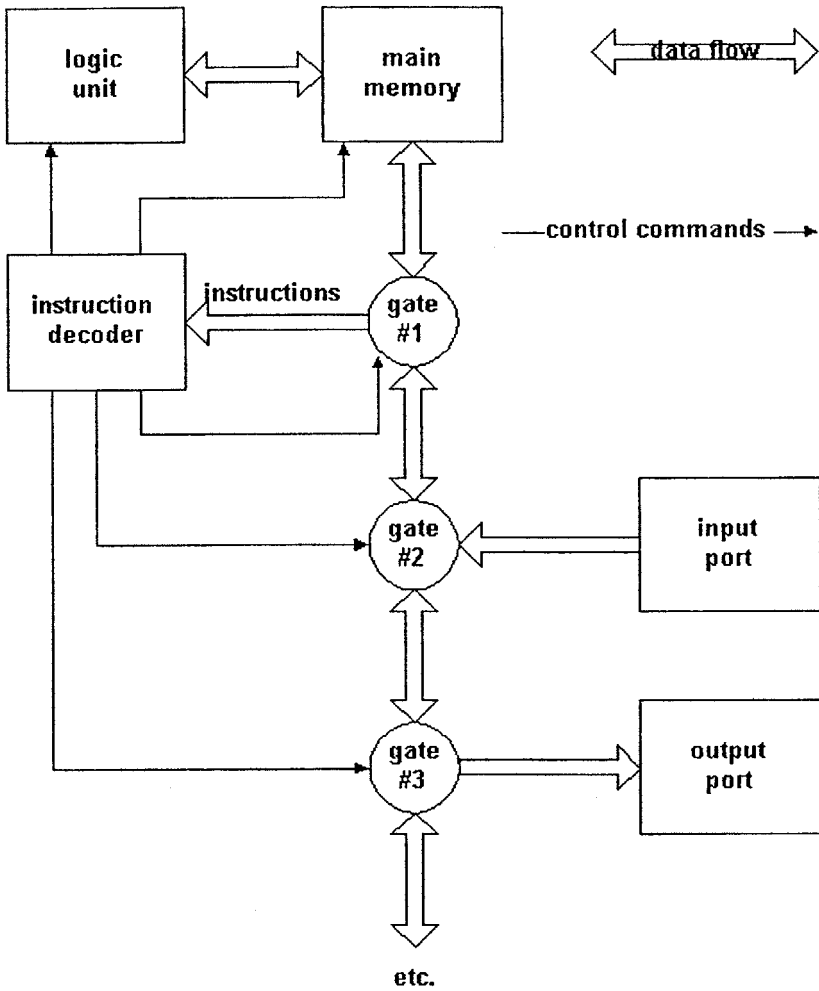 logic
unit
main
memory
data flow
control commands
instruction
decoder
instructions
gate
#1
gate
#2
input
port
gate
#3
output
port
etc.